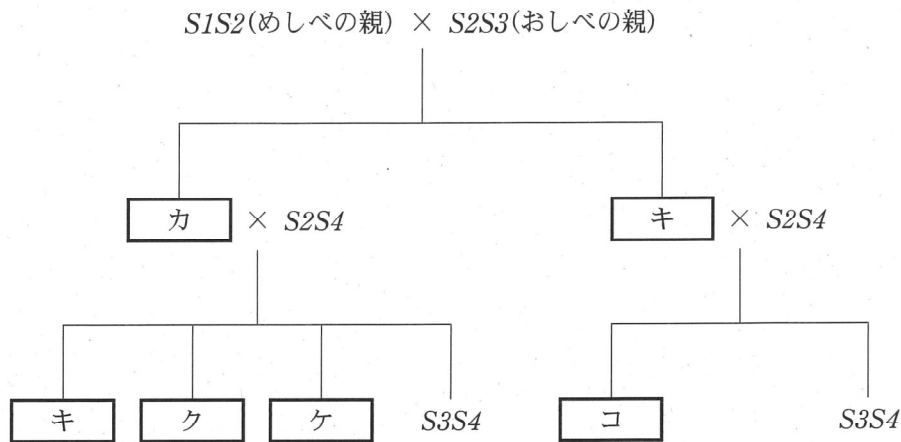 S1S2(めしべの親) × S2S3(おしべの親)
カ × S2S4
キ × S2S4
キ ク ケ S3S4 コ S3S4